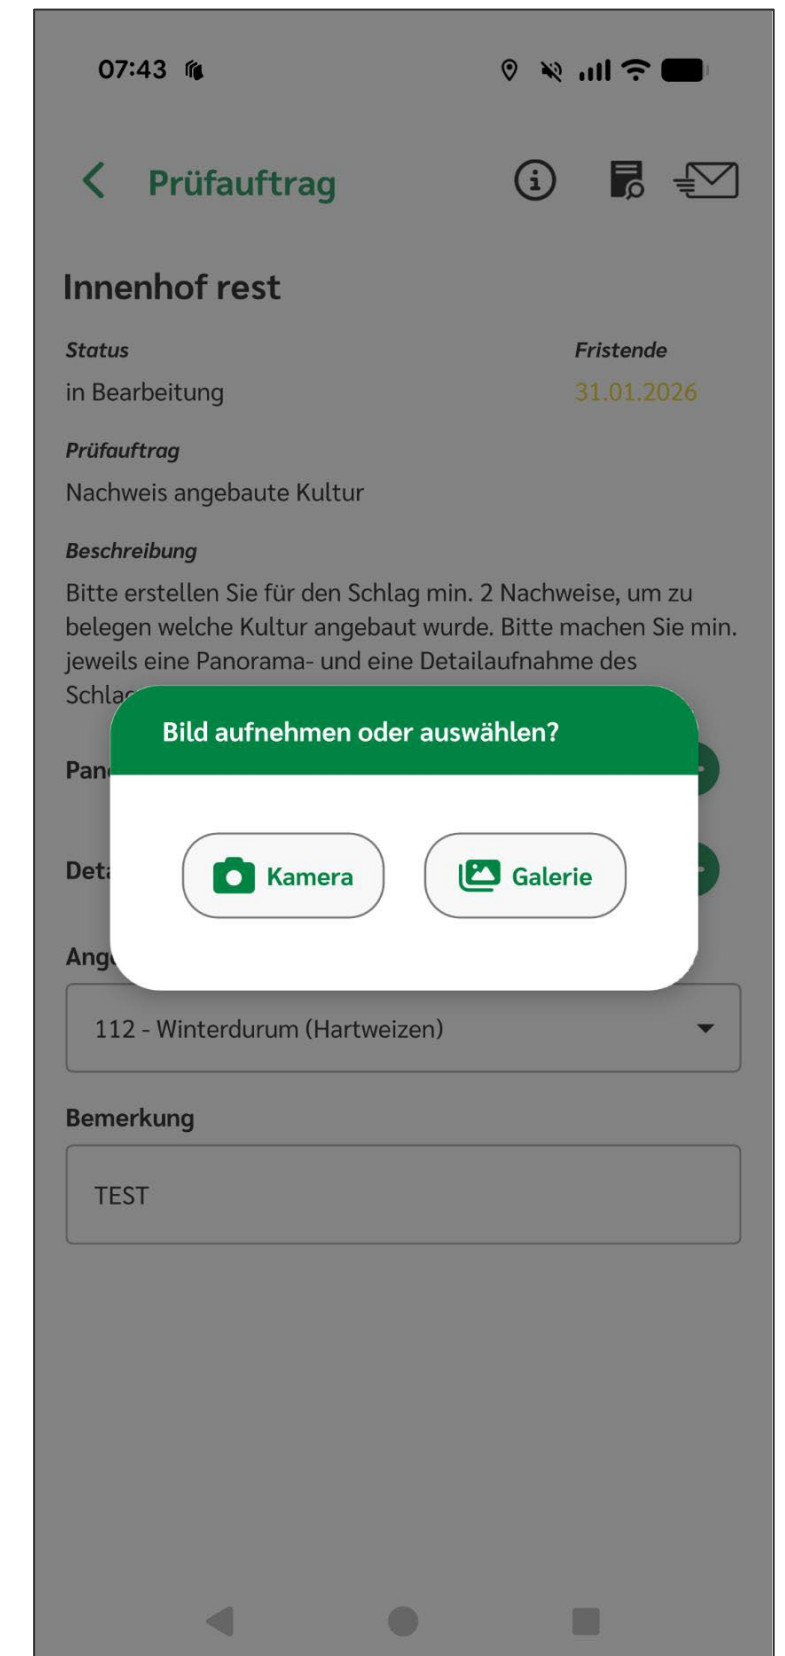 07:43
Prüfauftrag
Innenhof rest
Status Fristende
in Bearbeitung 31.01.2026
Prüfauftrag
Nachweis angebaute Kultur
Beschreibung
Bitte erstellen Sie für den Schlag min. 2 Nachweise, um zu
belegen welche Kultur angebaut wurde. Bitte machen Sie min.
jeweils eine Panorama- und eine Detailaufnahme des
Bild aufnehmen oder auswählen?
Kamera Galerie
112 - Winterdurum (Hartweizen)
Bemerkung
TEST